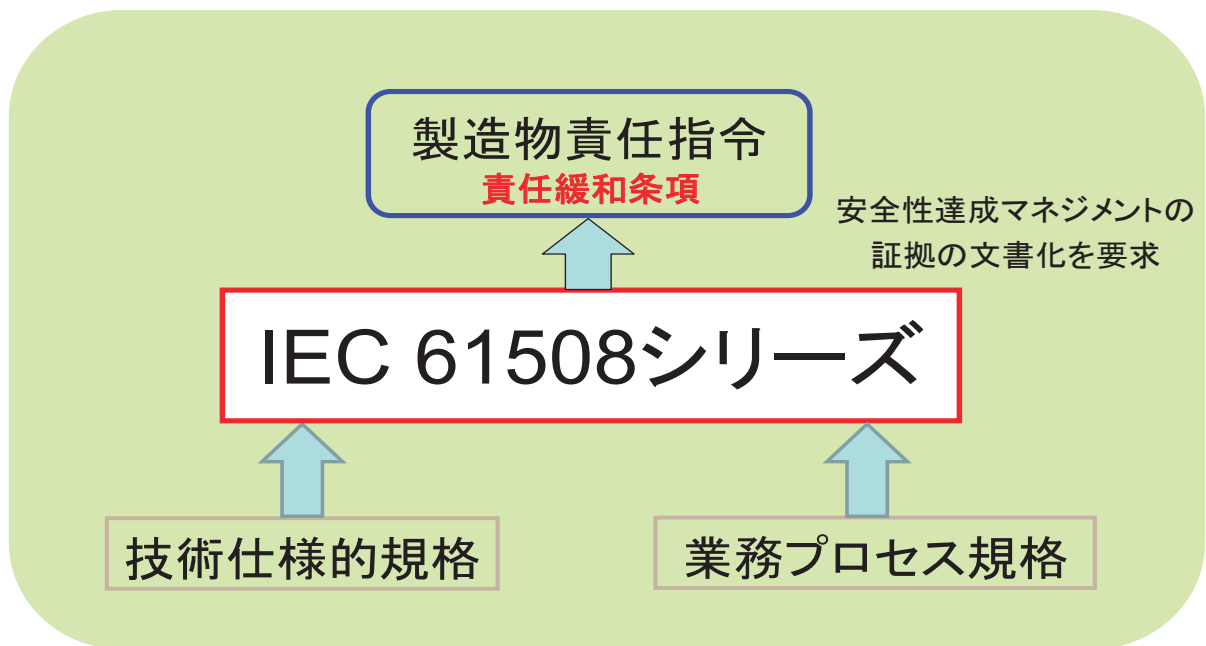 製造物責任指令
責任緩和条項
安全性達成マネジメントの
証拠の文書化を要求
IEC 61508シリーズ
技術仕様的規格
業務プロセス規格